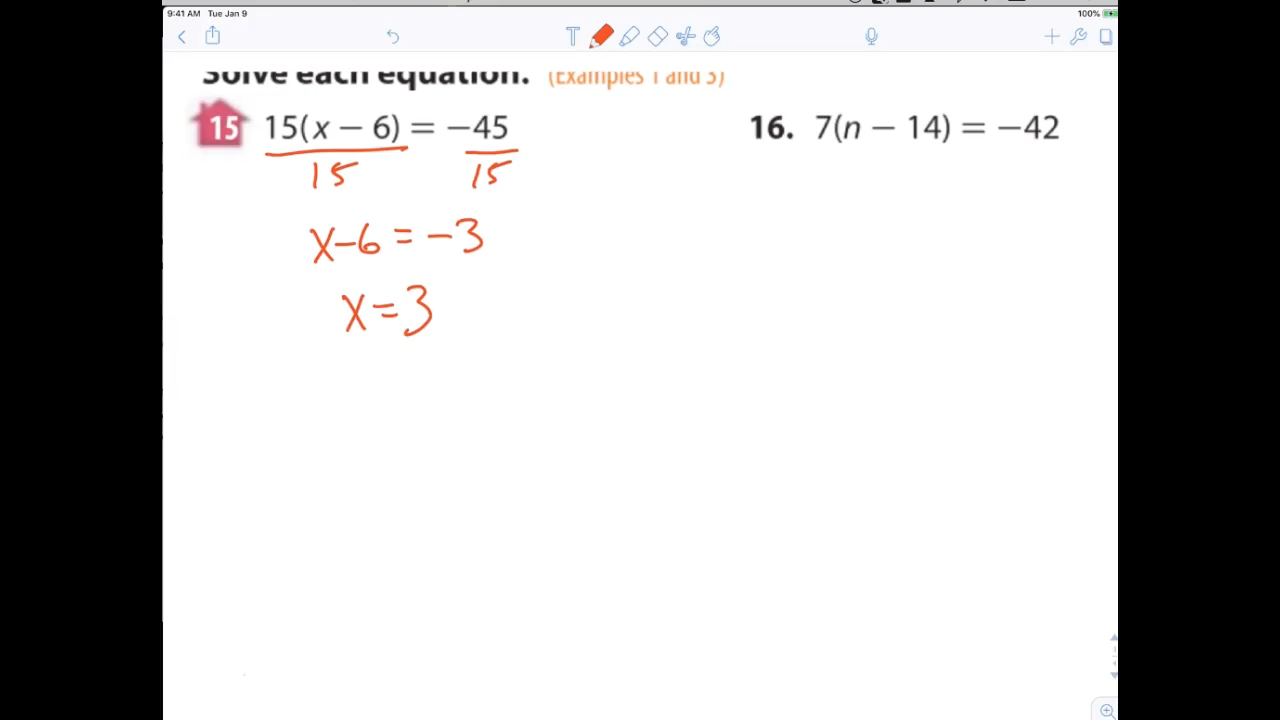 9:41 AM Tue Jan 9
100%
T
Solve each equation. (Examples 1 and 3)
15 15(x − 6) = −45
15 15
x−6 = −3
x = 3
16. 7(n − 14) = −42